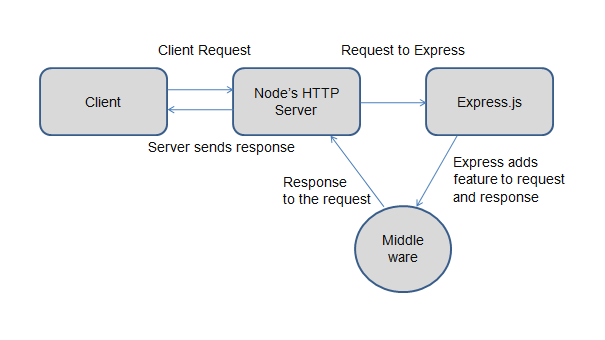 Client Request
Request to Express
Client
Node's HTTP
Server
Express.js
Server sends response
Express adds
feature to request
and response
Response
to the request
Middle
ware